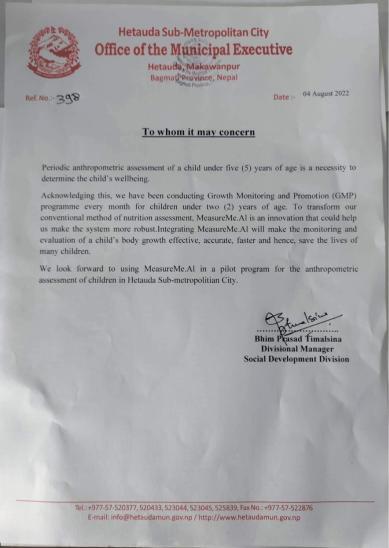 Hetauda Sub-Metropolitan City
Office of the Municipal Executive
Hetauda, Makawanpur
Bagmati Province, Nepal
Ref. No.:- 398
Date :- 04 August 2022
To whom it may concern
Periodic anthropometric assessment of a child under five (5) years of age is a necessity to
determine the child's wellbeing.
Acknowledging this, we have been conducting Growth Monitoring and Promotion (GMP)
programme every month for children under two (2) years of age. To transform our
conventional method of nutrition assessment, MeasureMe.AI is an innovation that could help
us make the system more robust.Integrating MeasureMe.AI will make the monitoring and
evaluation of a child's body growth effective, accurate, faster and hence, save the lives of
many children.
We look forward to using MeasureMe.AI in a pilot program for the anthropometric
assessment of children in Hetauda Sub-metropolitian City.
Bhim Prasad Timalsina
Divisional Manager
Social Development Division
Tel.: +977-57-520377, 520433, 523044, 523045, 525839, Fax No.: +977-57-522876
E-mail: info@hetaudamun.gov.np / http://www.hetaudamun.gov.np